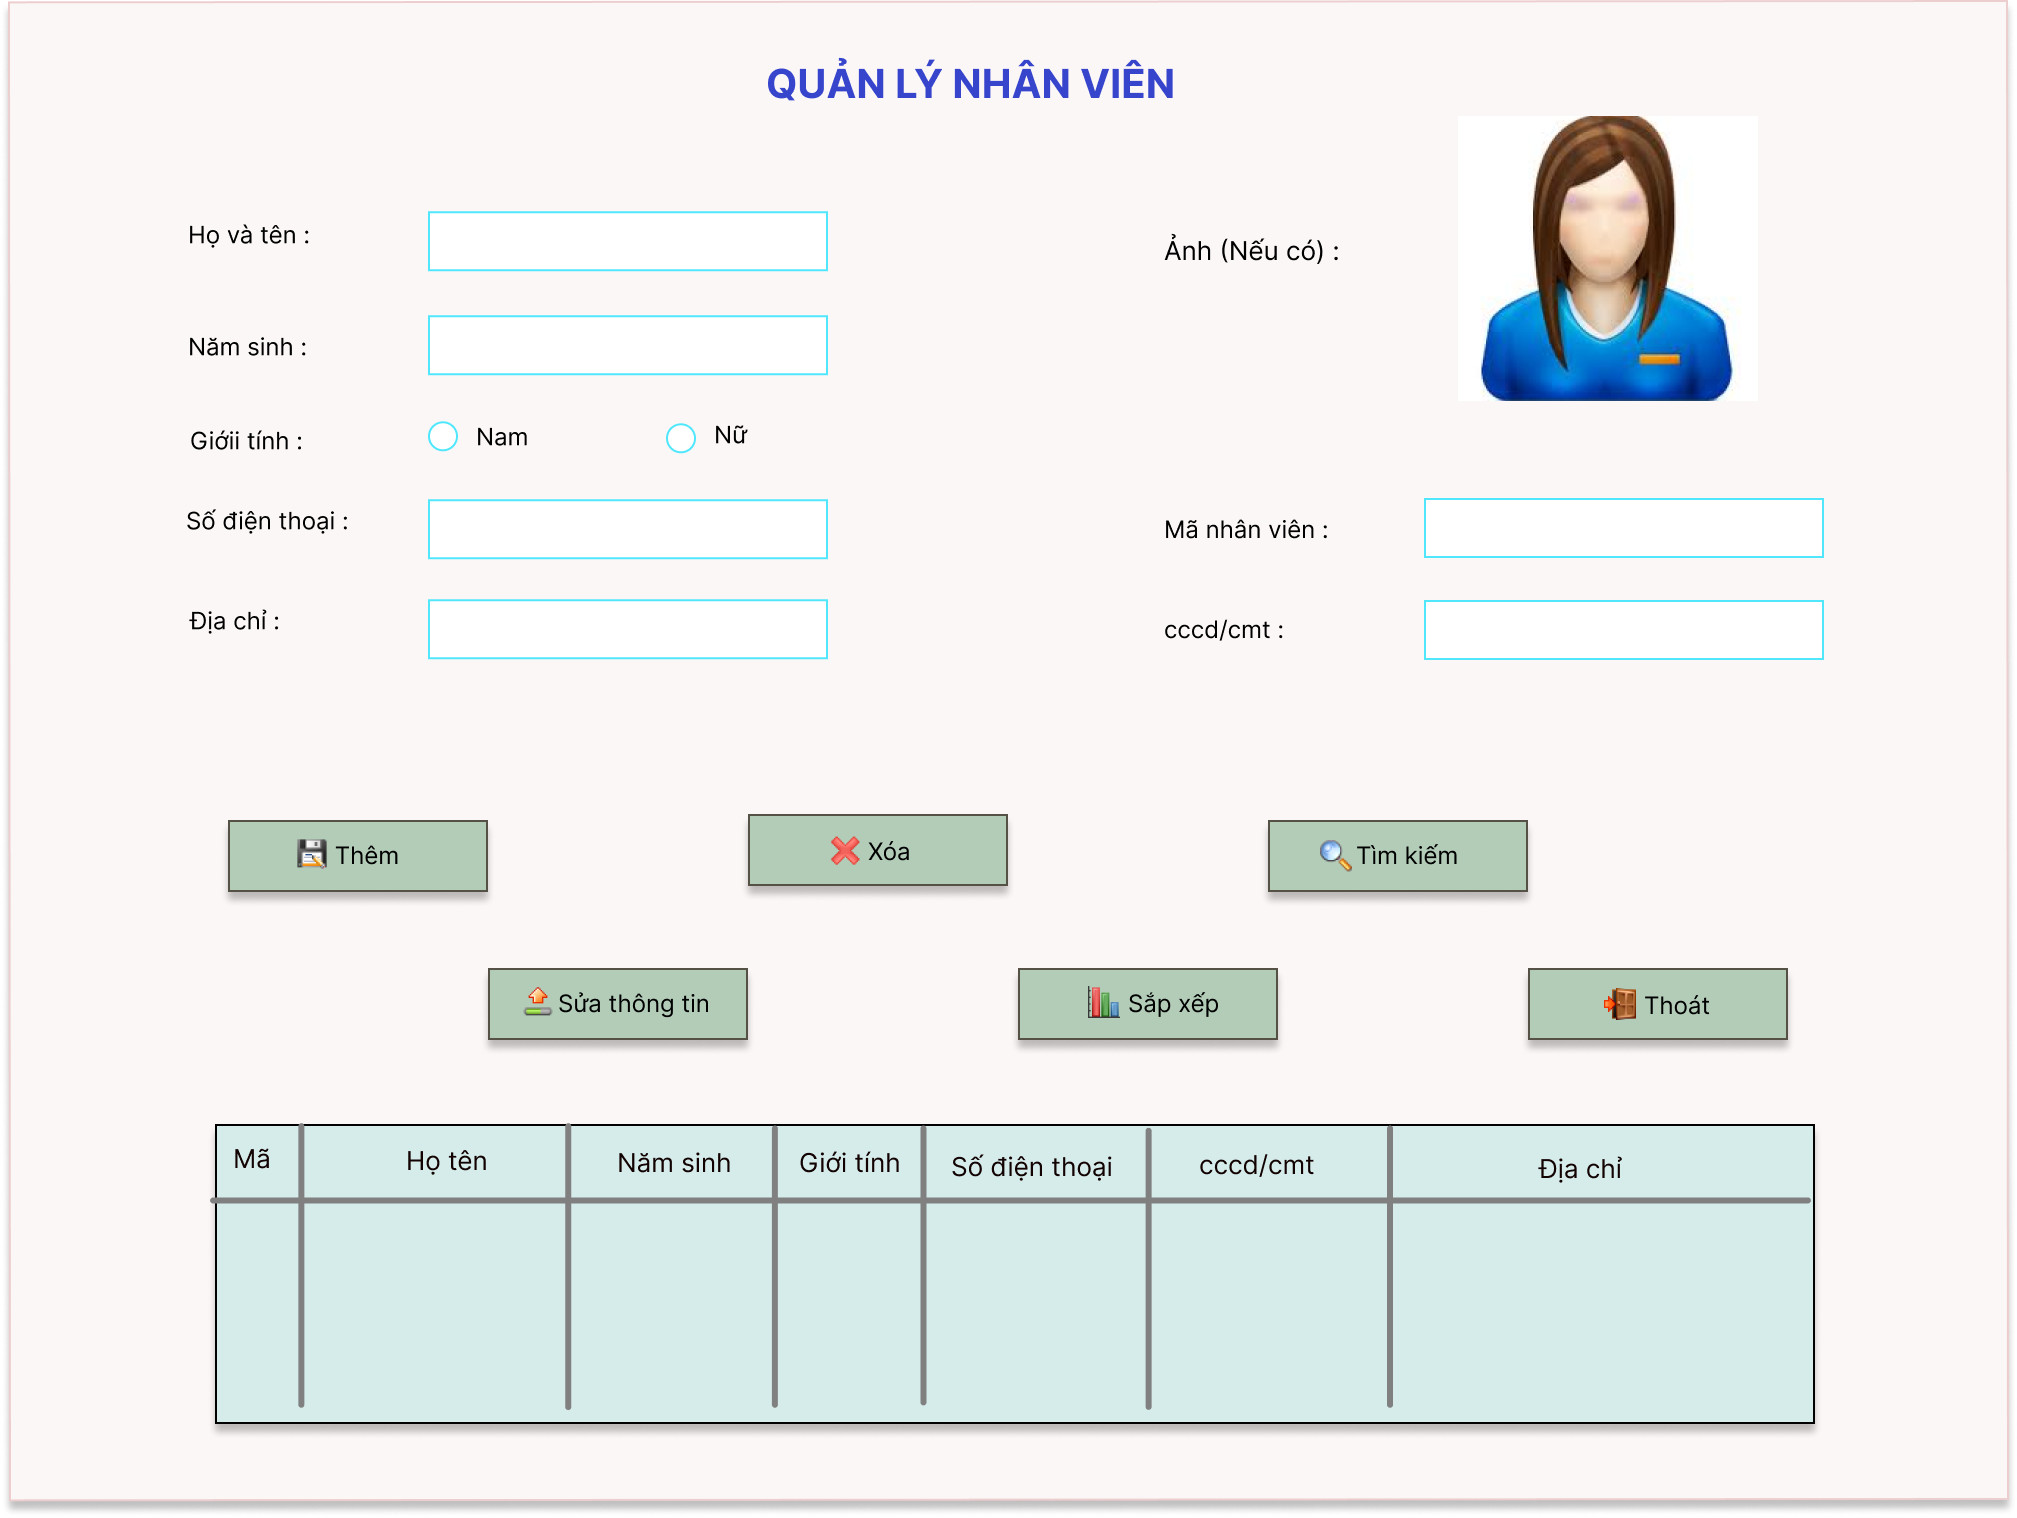 QUẢN LÝ NHÂN VIÊN
Họ và tên :
Ảnh (Nếu có) :
Năm sinh :
Giớii tính :
Nam
Nữ
Số điện thoại :
Mã nhân viên :
Địa chỉ :
cccd/cmt :
Thêm
Xóa
Tìm kiếm
Sửa thông tin
Sắp xếp
Thoát
Mã
Họ tên
Năm sinh
Giới tính
Số điện thoại
cccd/cmt
Địa chỉ